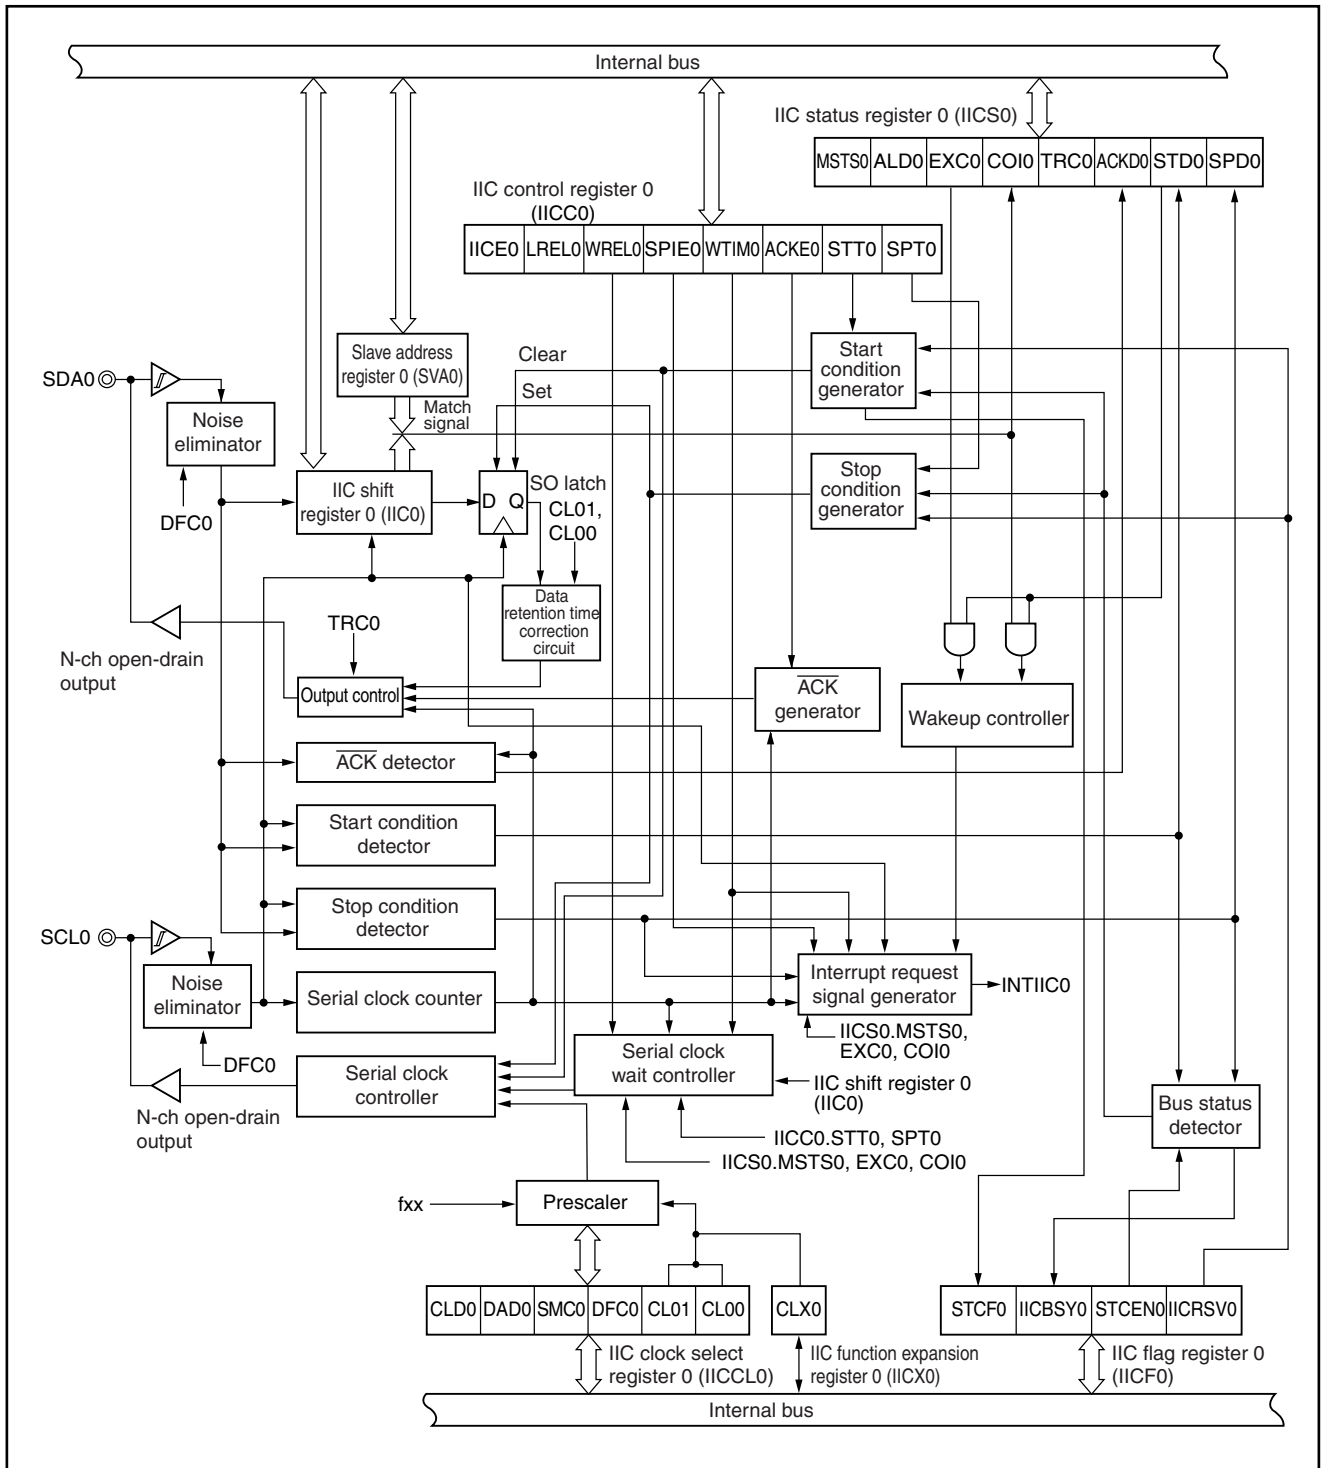 Internal bus
IIC status register 0 (IICS0)
MSTS0 ALD0 EXC0 COI0 TRC0 ACKD0 STD0 SPD0
IIC control register 0
(IICC0)
IICE0 LREL0 WREL0 SPIE0 WTIM0 ACKE0 STT0 SPT0
Slave address
register 0 (SVA0)
Clear
Start
condition
generator
SDA0
Set
Match
signal
Noise
eliminator
Stop
condition
generator
IIC shift
register 0 (IIC0)
D Q
SO latch
CL01,
CL00
DFC0
Data
retention time
correction
circuit
TRC0
N-ch open-drain
output
Output control
ACK
generator
Wakeup controller
ACK detector
Start condition
detector
Stop condition
detector
SCL0
Noise
eliminator
Serial clock counter
Interrupt request
signal generator
INTIIC0
IICS0.MSTS0,
EXC0, COI0
DFC0
Serial clock
controller
Serial clock
wait controller
IIC shift register 0
(IIC0)
Bus status
detector
N-ch open-drain
output
IICC0.STT0, SPT0
IICS0.MSTS0, EXC0, COI0
fxx
Prescaler
CLD0 DAD0 SMC0 DFC0 CL01 CL00
CLX0
STCF0 IICBSY0 STCEN0 IICRSV0
IIC clock select
register 0 (IICCL0)
IIC function expansion
register 0 (IICX0)
IIC flag register 0
(IICF0)
Internal bus